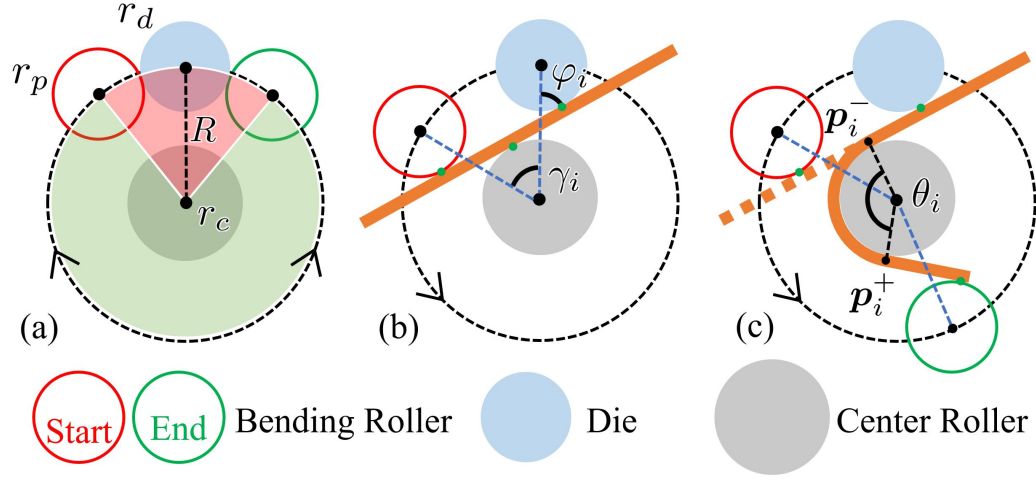 r_d
r_p
R
r_c
(a)
φ_i
γ_i
(b)
p_i^-
θ_i
p_i^+
(c)
Start
End
Bending Roller
Die
Center Roller